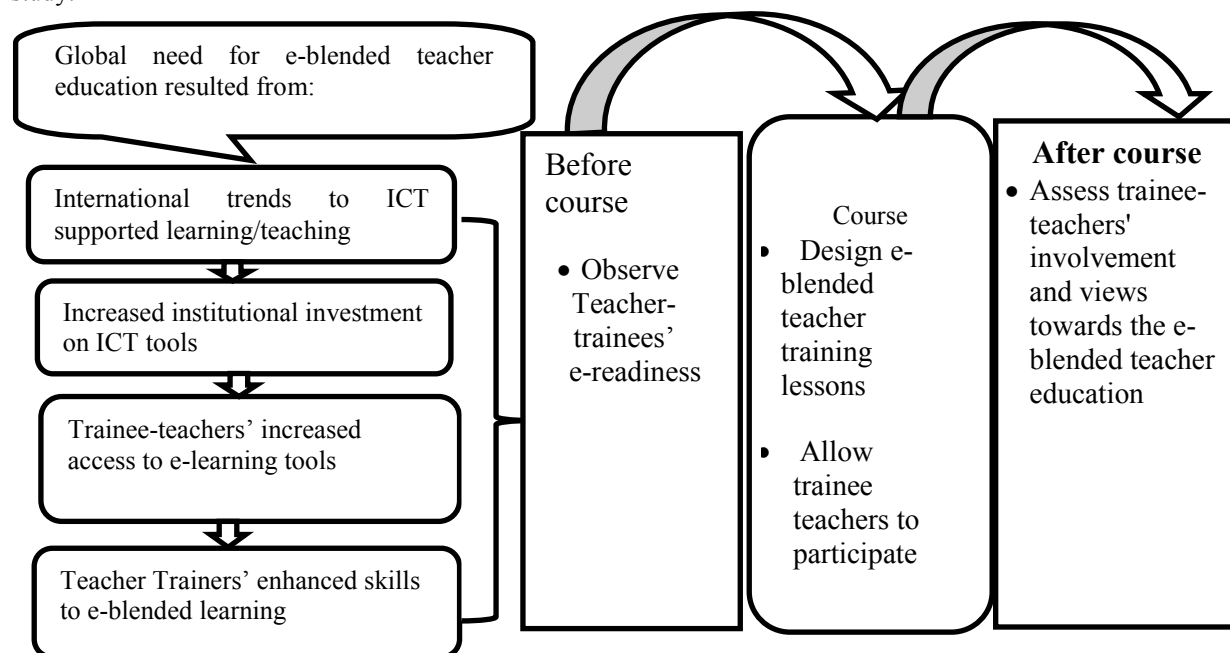 study.
Global need for e-blended teacher
education resulted from:
International trends to ICT
supported learning/teaching
Increased institutional investment
on ICT tools
Trainee-teachers’ increased
access to e-learning tools
Teacher Trainers’ enhanced skills
to e-blended learning
Before
course
• Observe
Teacher-
trainees’
e-readiness
Course
• Design e-
blended
teacher
training
lessons
• Allow
trainee
teachers to
participate
After course
• Assess trainee-
teachers'
involvement
and views
towards the e-
blended teacher
education